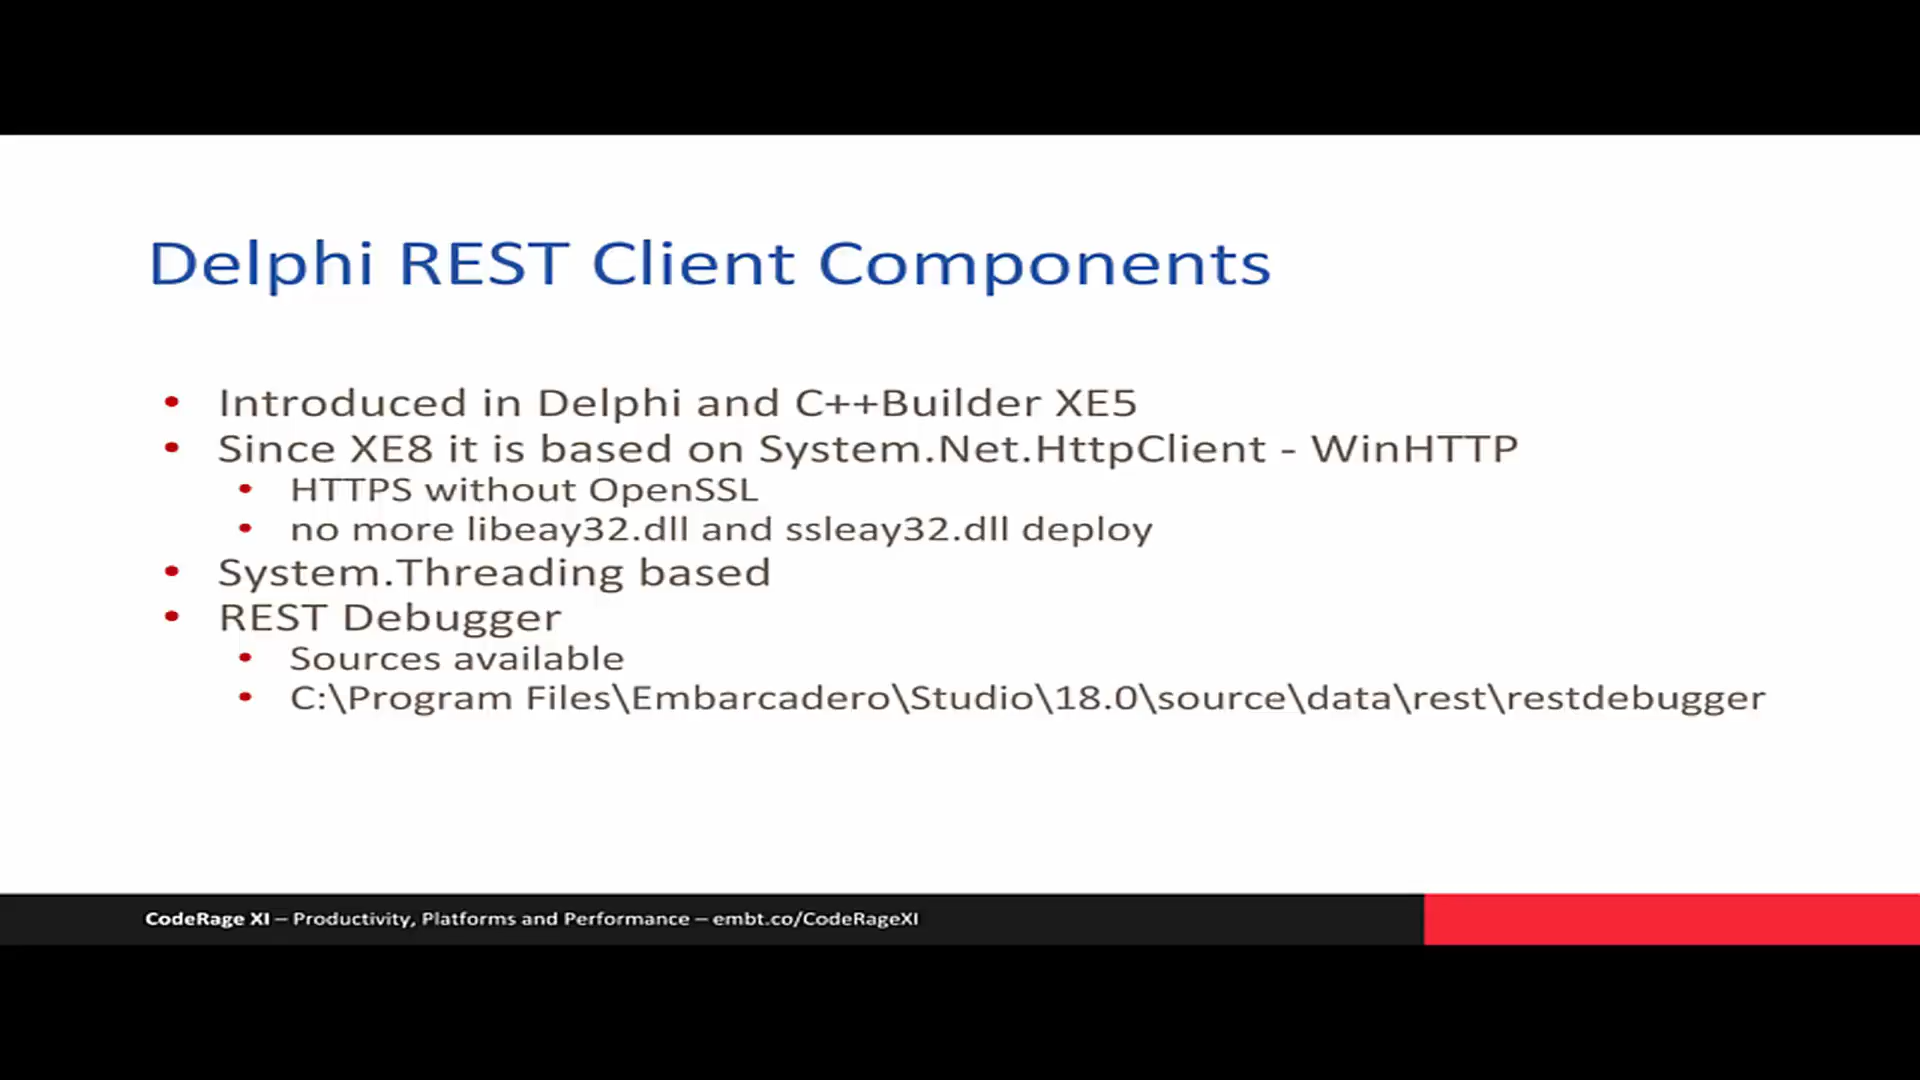 Delphi REST Client Components
• Introduced in Delphi and C++Builder XE5
• Since XE8 it is based on System.Net.HttpClient - WinHTTP
• HTTPS without OpenSSL
• no more libeay32.dll and ssleay32.dll deploy
• System.Threading based
• REST Debugger
• Sources available
• C:\Program Files\Embarcadero\Studio\18.0\source\data\rest\restdebugger
CodeRage XI – Productivity, Platforms and Performance – embt.co/CodeRageXI